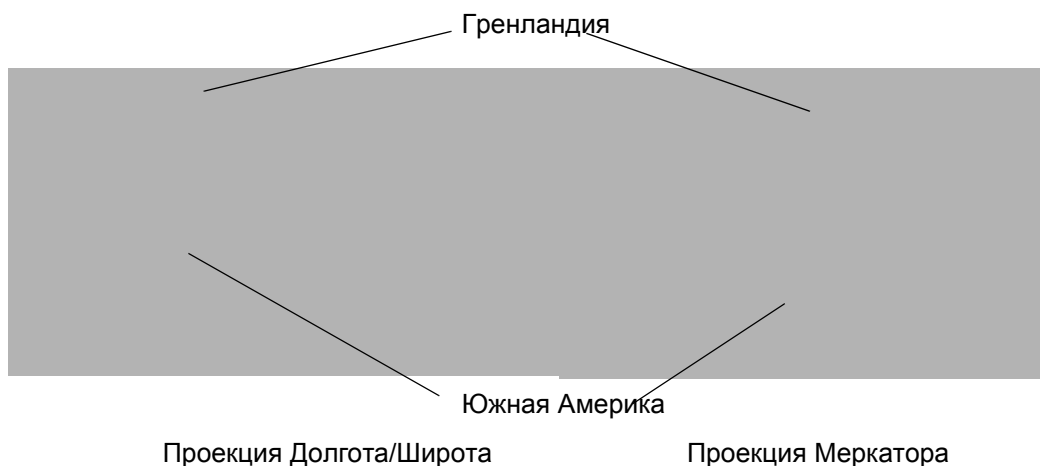 Гренландия
Южная Америка
Проекция Долгота/Широта
Проекция Меркатора